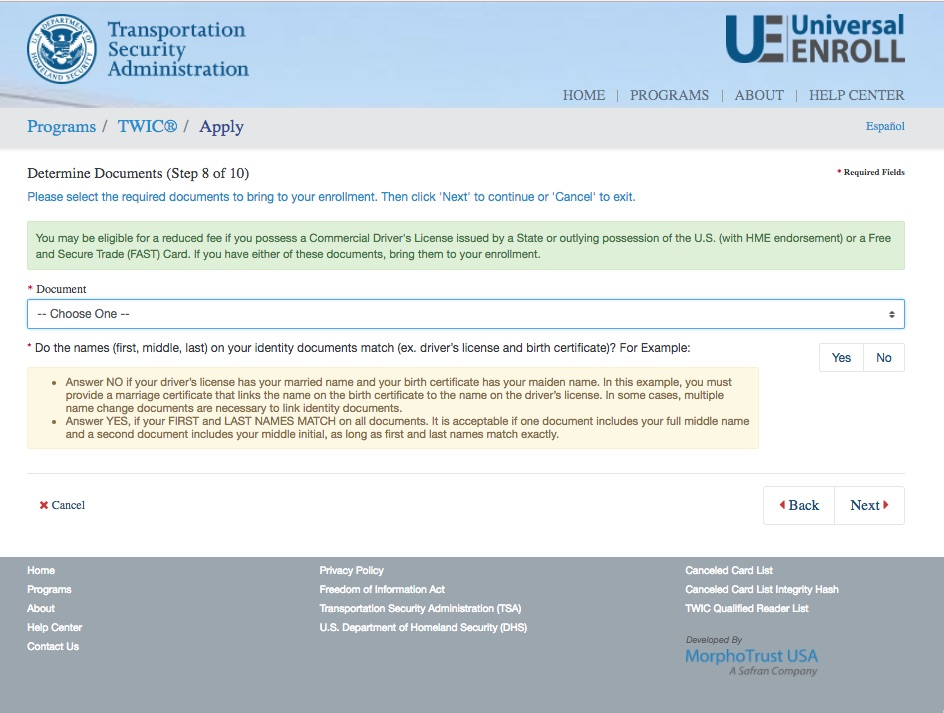 Transportation
Security
Administration
UE Universal
ENROLL
HOME | PROGRAMS | ABOUT | HELP CENTER
Programs / TWIC® / Apply
Español
Determine Documents (Step 8 of 10)
* Required Fields
Please select the required documents to bring to your enrollment. Then click 'Next' to continue or 'Cancel' to exit.
You may be eligible for a reduced fee if you possess a Commercial Driver's License issued by a State or outlying possession of the U.S. (with HME endorsement) or a Free
and Secure Trade (FAST) Card. If you have either of these documents, bring them to your enrollment.
* Document
-- Choose One --
* Do the names (first, middle, last) on your identity documents match (ex. driver's license and birth certificate)? For Example:
Yes No
• Answer NO if your driver's license has your married name and your birth certificate has your maiden name. In this example, you must
provide a marriage certificate that links the name on the birth certificate to the name on the driver's license. In some cases, multiple
name change documents are necessary to link identity documents.
• Answer YES, if your FIRST and LAST NAMES MATCH on all documents. It is acceptable if one document includes your full middle name
and a second document includes your middle initial, as long as first and last names match exactly.
Cancel
Back Next
Home
Programs
About
Help Center
Contact Us
Privacy Policy
Freedom of Information Act
Transportation Security Administration (TSA)
U.S. Department of Homeland Security (DHS)
Canceled Card List
Canceled Card List Integrity Hash
TWIC Qualified Reader List
Developed By
MorphoTrust USA
A Safran Company